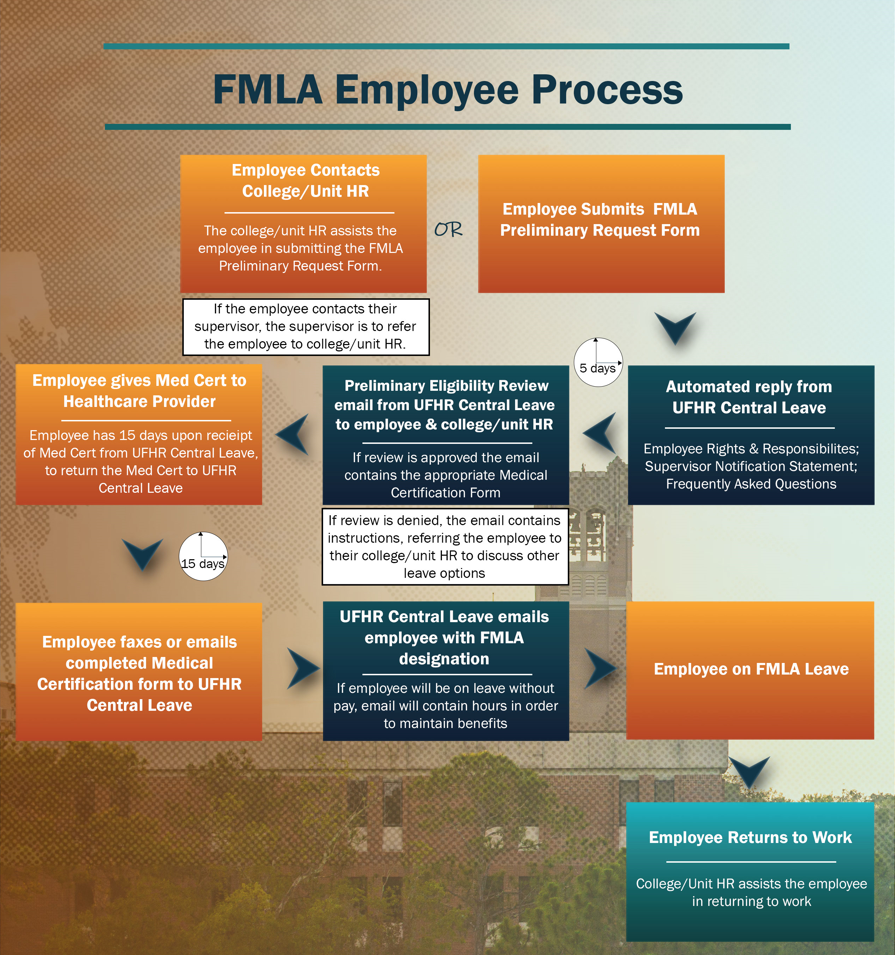 FMLA Employee Process
Employee Contacts
College/Unit HR
The college/unit HR assists the
employee in submitting the FMLA
Preliminary Request Form.
OR
Employee Submits FMLA
Preliminary Request Form
If the employee contacts their
supervisor, the supervisor is to refer
the employee to college/unit HR.
5 days
Automated reply from
UFHR Central Leave
Employee Rights & Responsibilites;
Supervisor Notification Statement;
Frequently Asked Questions
Preliminary Eligibility Review
email from UFHR Central Leave
to employee & college/unit HR
If review is approved the email
contains the appropriate Medical
Certification Form
If review is denied, the email contains
instructions, referring the employee to
their college/unit HR to discuss other
leave options
Employee gives Med Cert to
Healthcare Provider
Employee has 15 days upon recieipt
of Med Cert from UFHR Central Leave,
to return the Med Cert to UFHR
Central Leave
15 days
Employee faxes or emails
completed Medical
Certification form to UFHR
Central Leave
UFHR Central Leave emails
employee with FMLA
designation
If employee will be on leave without
pay, email will contain hours in order
to maintain benefits
Employee on FMLA Leave
Employee Returns to Work
College/Unit HR assists the employee
in returning to work